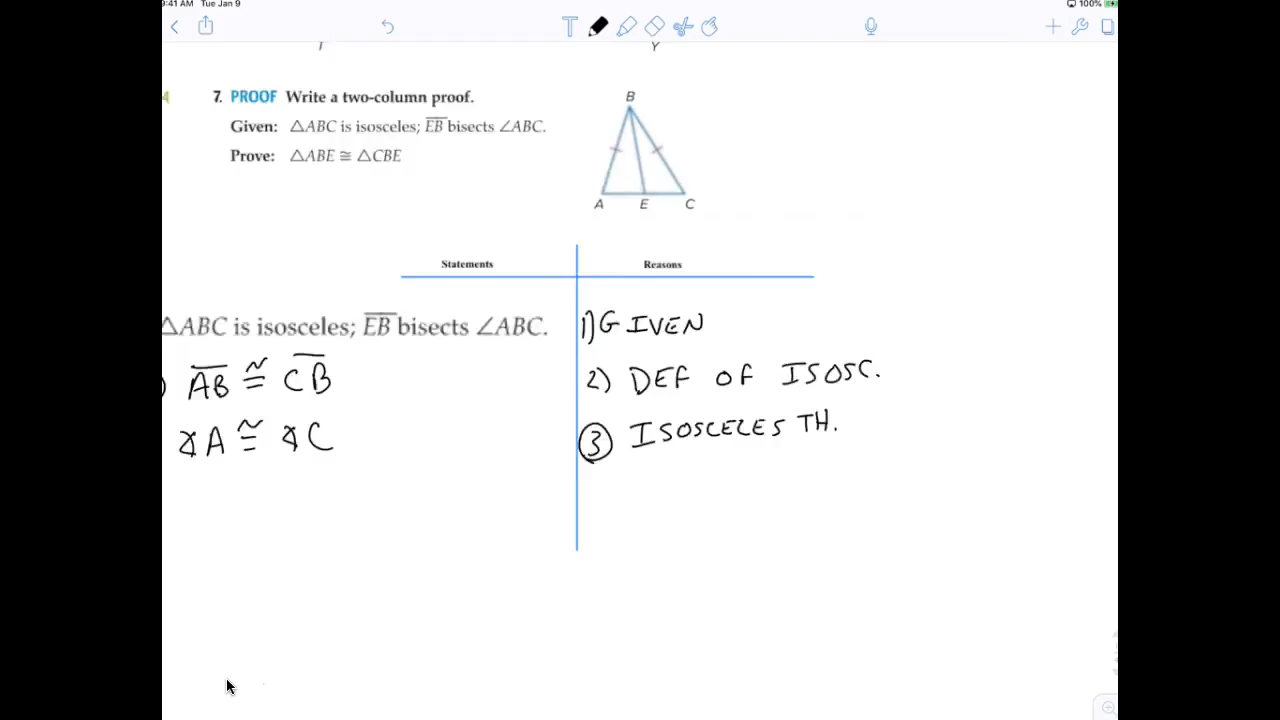 9:41 AM Tue Jan 9
100%
Y
7. PROOF Write a two-column proof.
Given: △ABC is isosceles; EB bisects ∠ABC.
Prove: △ABE ≅ △CBE
B
A E C
Statements Reasons
△ABC is isosceles; EB bisects ∠ABC. 1) GIVEN
) AB ≅ CB 2) DEF OF ISOSC.
∡A ≅ ∡C 3 ISOSCELES TH.